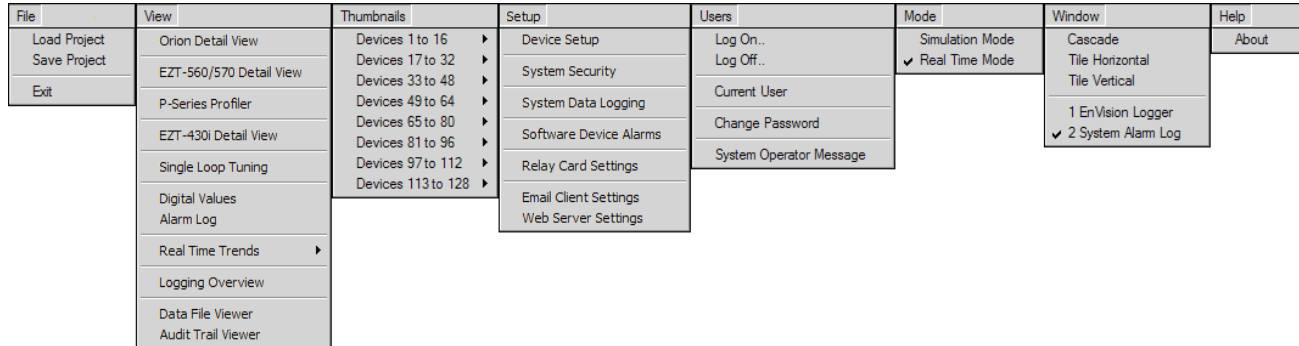 File
Load Project
Save Project
Exit
View
Orion Detail View
EZT-560/570 Detail View
P-Series Profiler
EZT-430i Detail View
Single Loop Tuning
Digital Values
Alarm Log
Real Time Trends
Logging Overview
Data File Viewer
Audit Trail Viewer
Thumbnails
Devices 1 to 16
Devices 17 to 32
Devices 33 to 48
Devices 49 to 64
Devices 65 to 80
Devices 81 to 96
Devices 97 to 112
Devices 113 to 128
Setup
Device Setup
System Security
System Data Logging
Software Device Alarms
Relay Card Settings
Email Client Settings
Web Server Settings
Users
Log On..
Log Off..
Current User
Change Password
System Operator Message
Mode
Simulation Mode
Real Time Mode
Window
Cascade
Tile Horizontal
Tile Vertical
1 EnVision Logger
2 System Alarm Log
Help
About